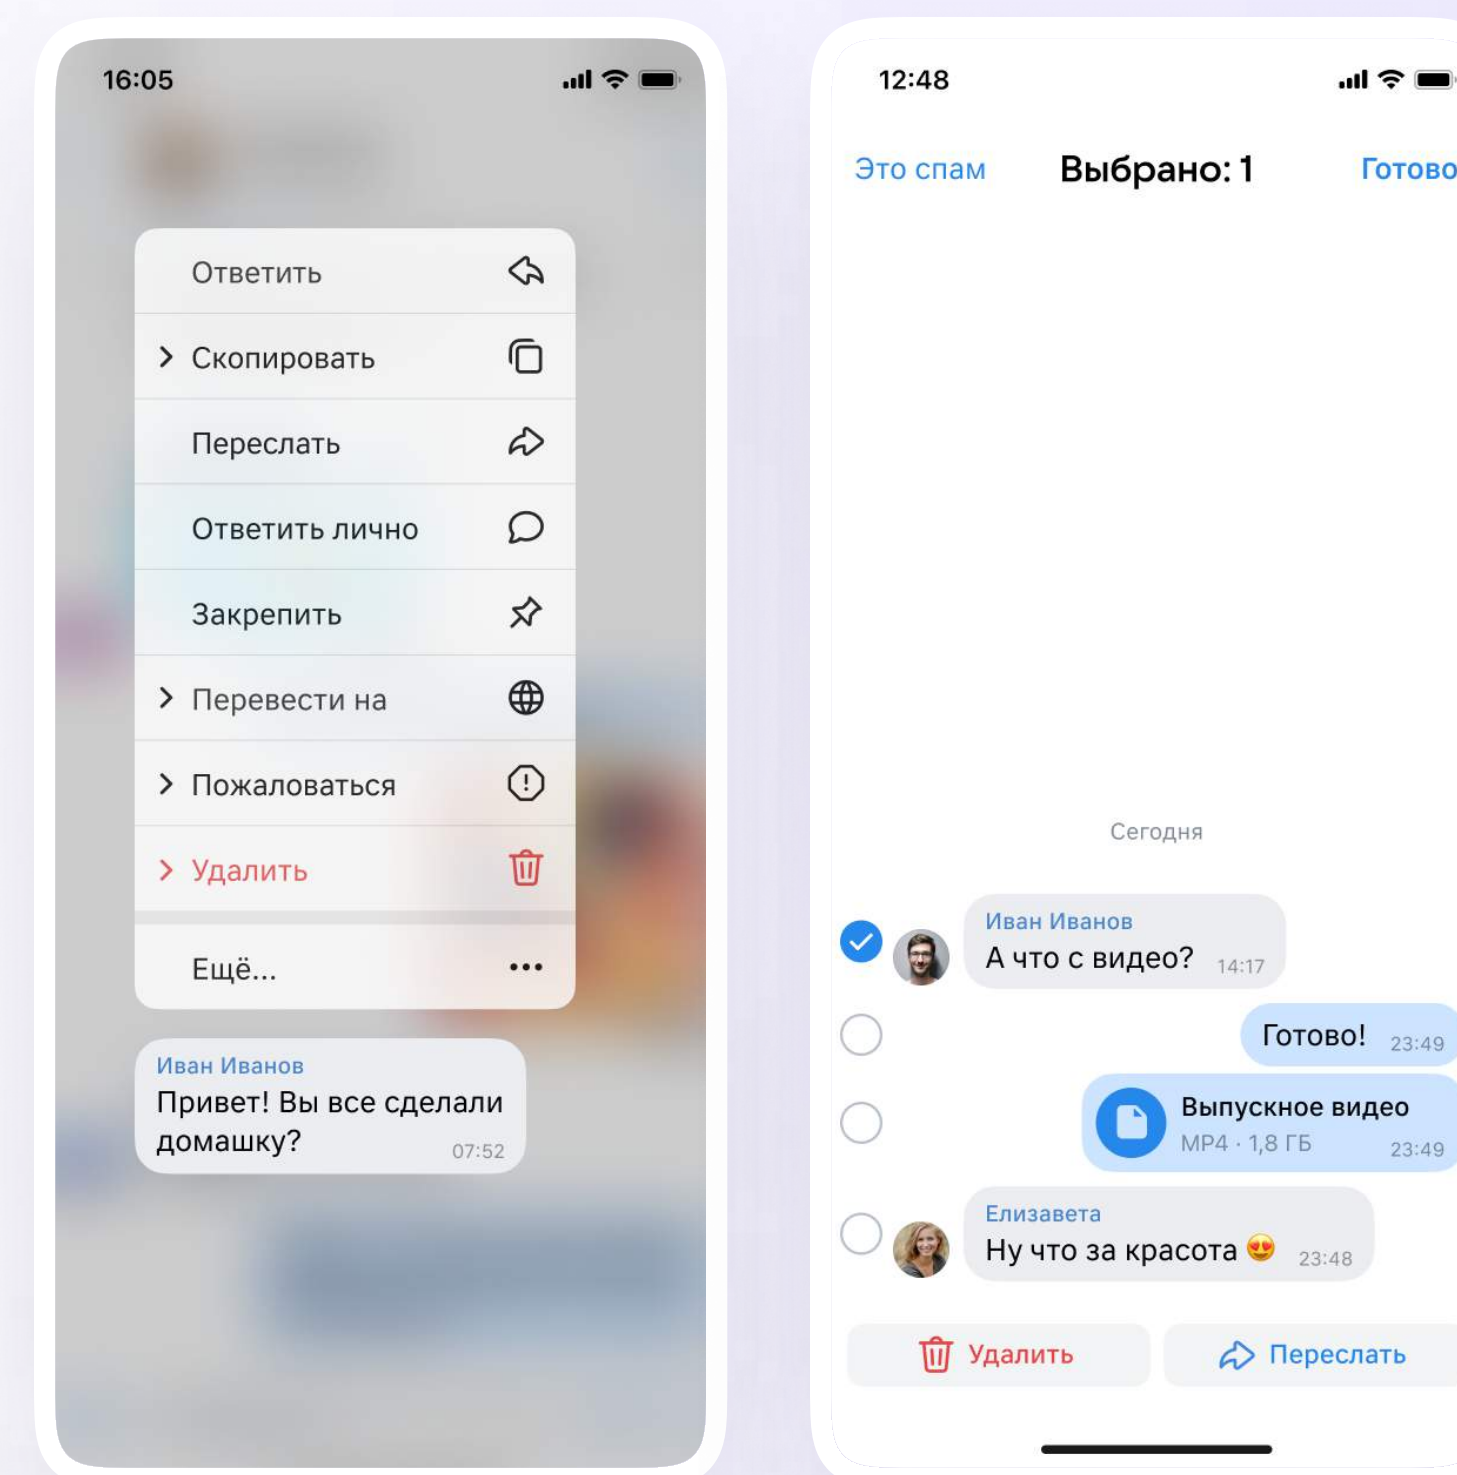 16:05
Ответить
Скопировать
Переслать
Ответить лично
Закрепить
Перевести на
Пожаловаться
Удалить
Ещё...
Иван Иванов
Привет! Вы все сделали
домашку? 07:52
12:48
Это спам Выбрано: 1 Готово
Сегодня
Иван Иванов
А что с видео? 14:17
Готово! 23:49
Выпускное видео
MP4 · 1,8 ГБ 23:49
Елизавета
Ну что за красота 😍 23:48
Удалить Переслать